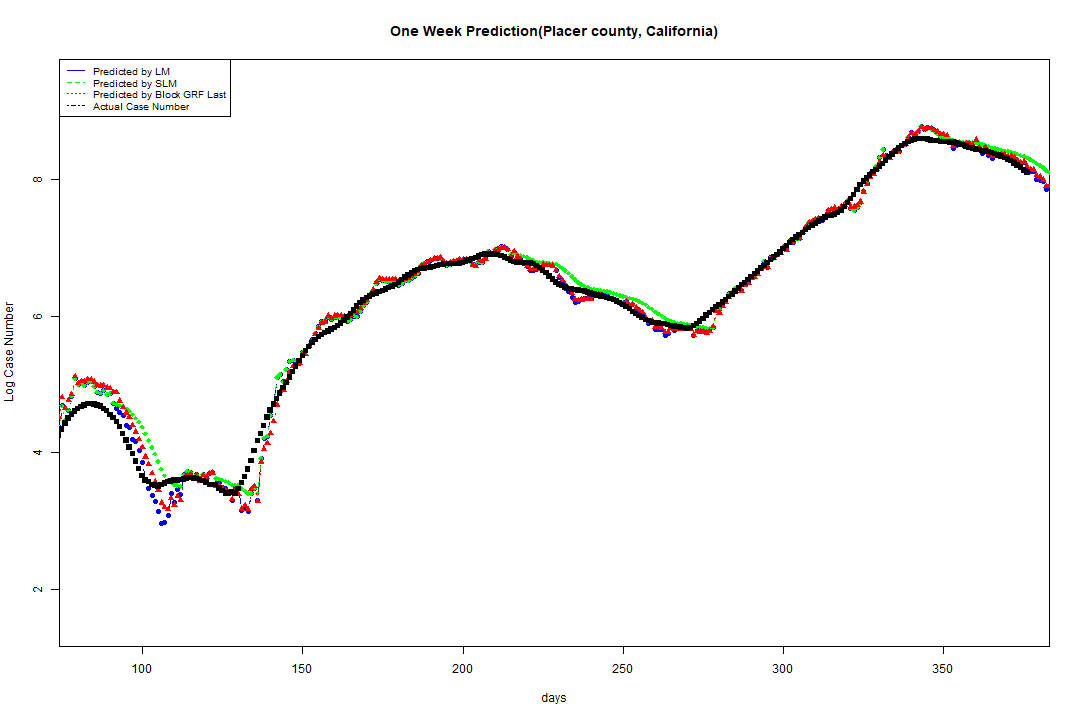 One Week Prediction(Placer county, California)
Predicted by LM
Predicted by SLM
Predicted by Block GRF Last
Actual Case Number
Log Case Number
8
6
4
2
100 150 200 250 300 350
days